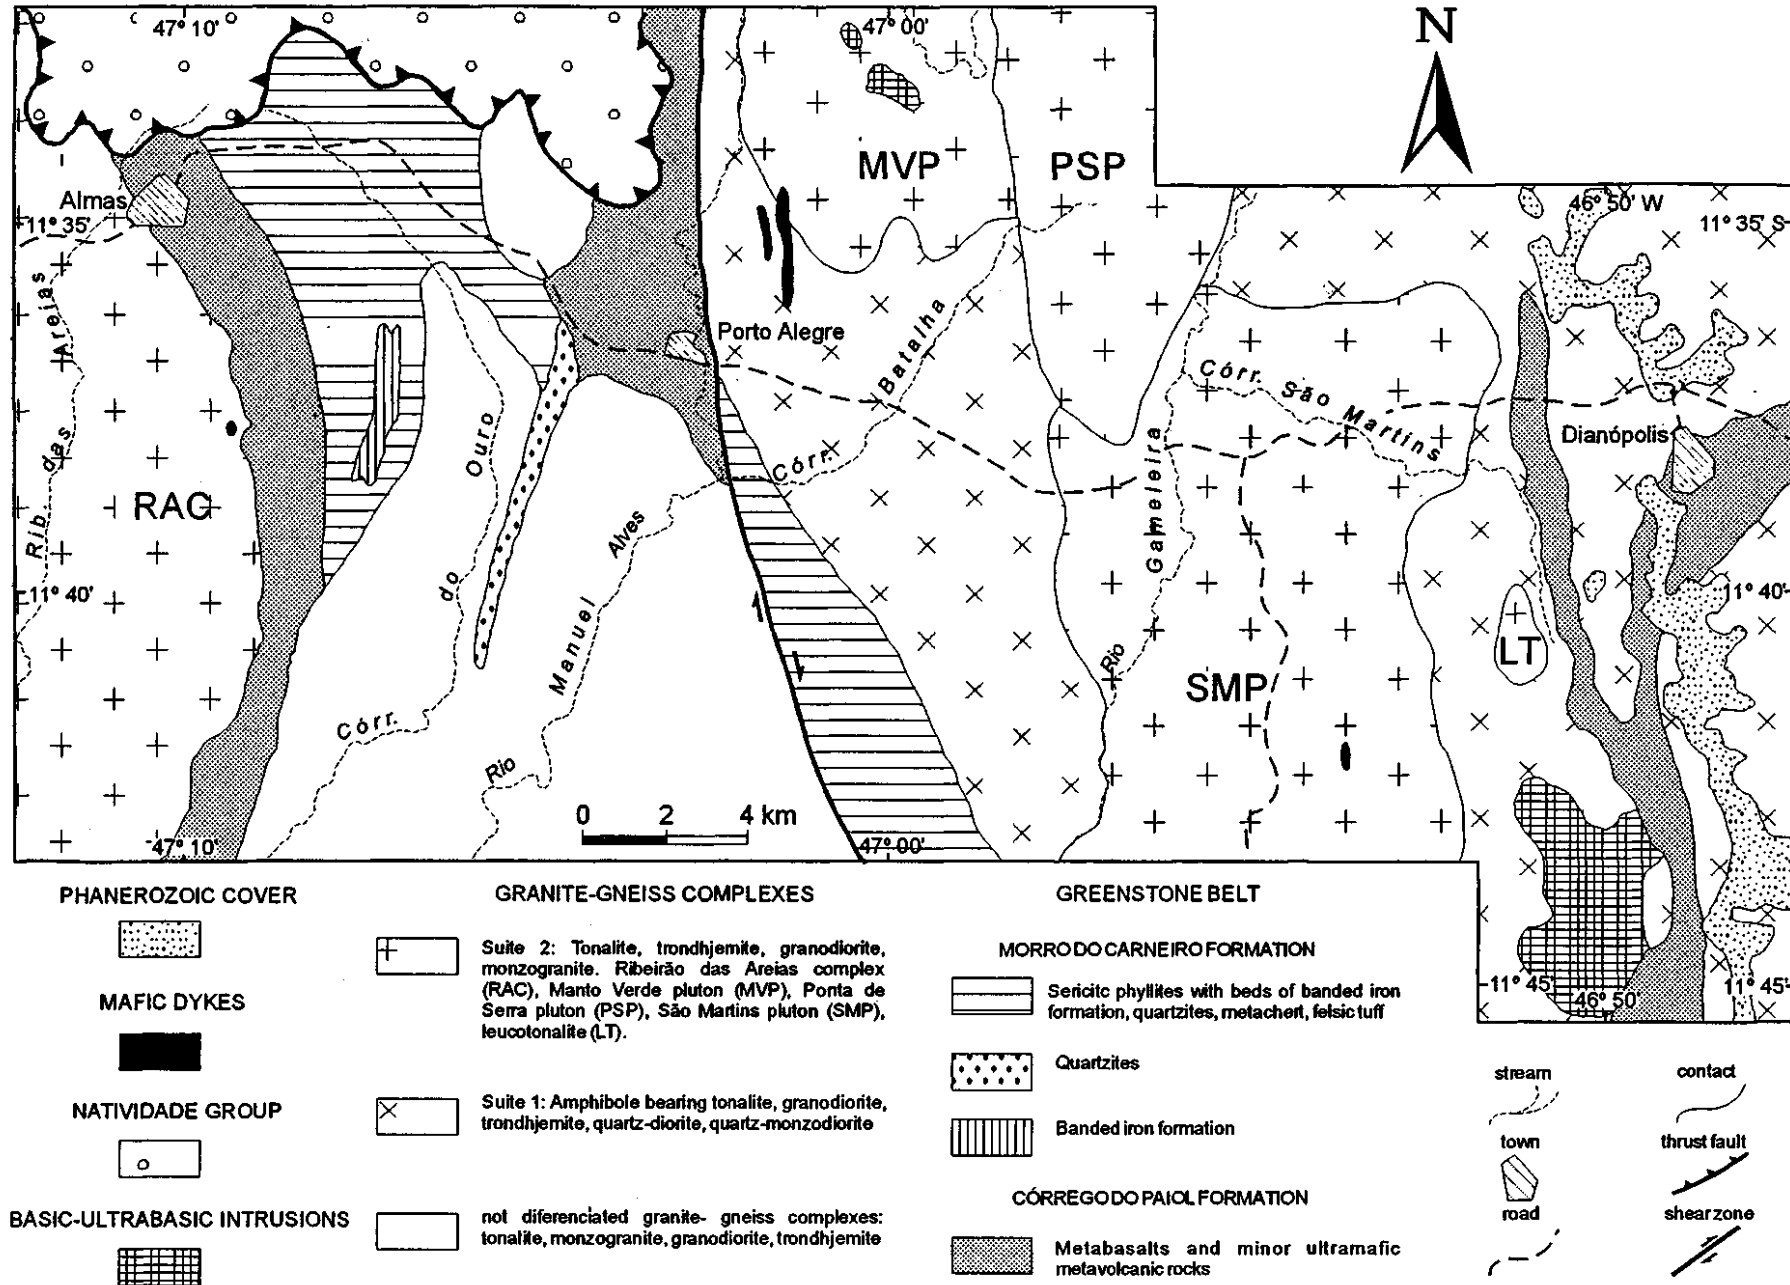 47° 10'
47° 00'
N
MVP
PSP
Almas
11° 35'
46° 50' W
11° 35' S
Porto Alegre
Rib. das Areias
Córr. do Ouro
Córr. Batalha
Córr. São Martins
Dianópolis
RAC
Rio Manuel Alves
Rio Gameleira
11° 40'
11° 40'
LT
SMP
0 2 4 km
47° 10'
47° 00'
11° 45'
46° 50'
11° 45'
PHANEROZOIC COVER
MAFIC DYKES
NATIVIDADE GROUP
BASIC-ULTRABASIC INTRUSIONS
GRANITE-GNEISS COMPLEXES
Suite 2: Tonalite, trondhjemite, granodiorite,
monzogranite. Ribeirão das Areias complex
(RAC), Manto Verde pluton (MVP), Ponta de
Serra pluton (PSP), São Martins pluton (SMP),
leucotonalite (LT).
Suite 1: Amphibole bearing tonalite, granodiorite,
trondhjemite, quartz-diorite, quartz-monzodiorite
not diferenciated granite- gneiss complexes:
tonalite, monzogranite, granodiorite, trondhjemite
GREENSTONE BELT
MORRO DO CARNEIRO FORMATION
Sericitc phyllites with beds of banded iron
formation, quartzites, metachert, felsic tuff
Quartzites
Banded iron formation
CÓRREGO DO PAIOL FORMATION
Metabasalts and minor ultramafic
metavolcanic rocks
stream
contact
town
thrust fault
road
shear zone